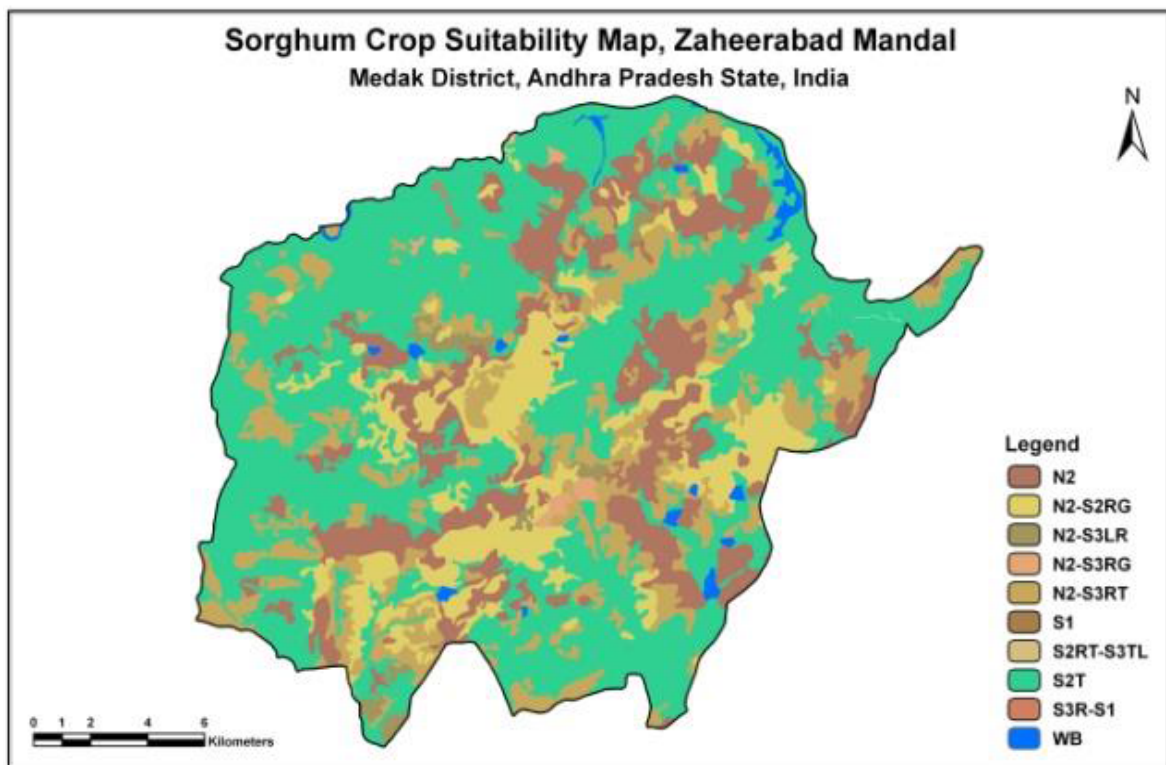 Sorghum Crop Suitability Map, Zaheerabad Mandal
Medak District, Andhra Pradesh State, India
N
Legend
N2
N2-S2RG
N2-S3LR
N2-S3RG
N2-S3RT
S1
S2RT-S3TL
S2T
S3R-S1
WB
0 1 2 4 6
Kilometers